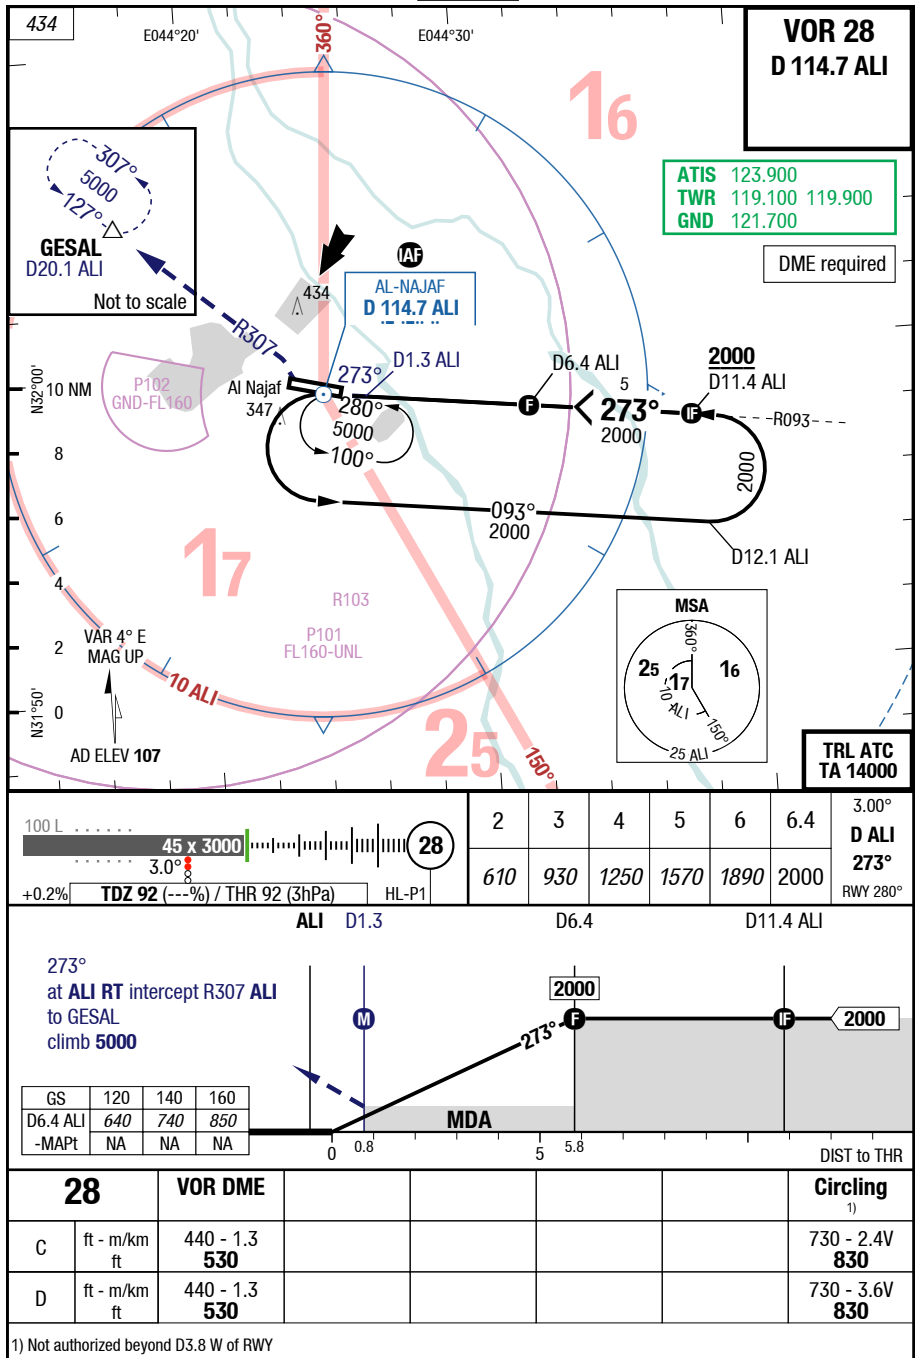 434
E044°20'
E044°30'
360°
VOR 28
D 114.7 ALI
16
ATIS 123.900
TWR 119.100 119.900
GND 121.700
DME required
307°
5000
127°
GESAL
D20.1 ALI
Not to scale
IAF
AL-NAJAF
D 114.7 ALI
434
R307
N32°00'
10 NM
P102
GND-FL160
Al Najaf
347
273°
D1.3 ALI
280°
5000
100°
D6.4 ALI
F
5
273°
2000
2000
D11.4 ALI
IF
R093
2000
8
6
4
2
0
093°
2000
D12.1 ALI
17
R103
P101
FL160-UNL
VAR 4° E
MAG UP
10 ALI
N31°50'
AD ELEV 107
25
150°
MSA
360°
25
17
16
10 ALI
150°
25 ALI
TRL ATC
TA 14000
100 L
45 x 3000
28
3.0°
+0.2%
TDZ 92 (---%) / THR 92 (3hPa)
HL-P1
2 3 4 5 6 6.4
610 930 1250 1570 1890 2000
3.00°
D ALI
273°
RWY 280°
ALI D1.3 D6.4 D11.4 ALI
273°
at ALI RT intercept R307 ALI
to GESAL
climb 5000
M
2000
F
IF
2000
273°
MDA
GS 120 140 160
D6.4 ALI 640 740 850
-MAPt NA NA NA
0 0.8 5 5.8
DIST to THR
28 VOR DME Circling
1)
C ft - m/km 440 - 1.3 730 - 2.4V
ft 530 830
D ft - m/km 440 - 1.3 730 - 3.6V
ft 530 830
1) Not authorized beyond D3.8 W of RWY